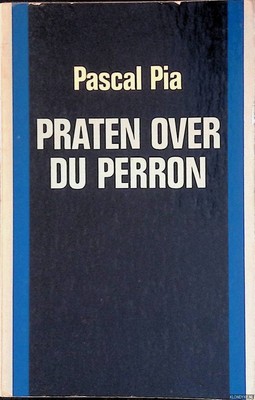 Pascal Pia
PRATEN OVER
DU PERRON